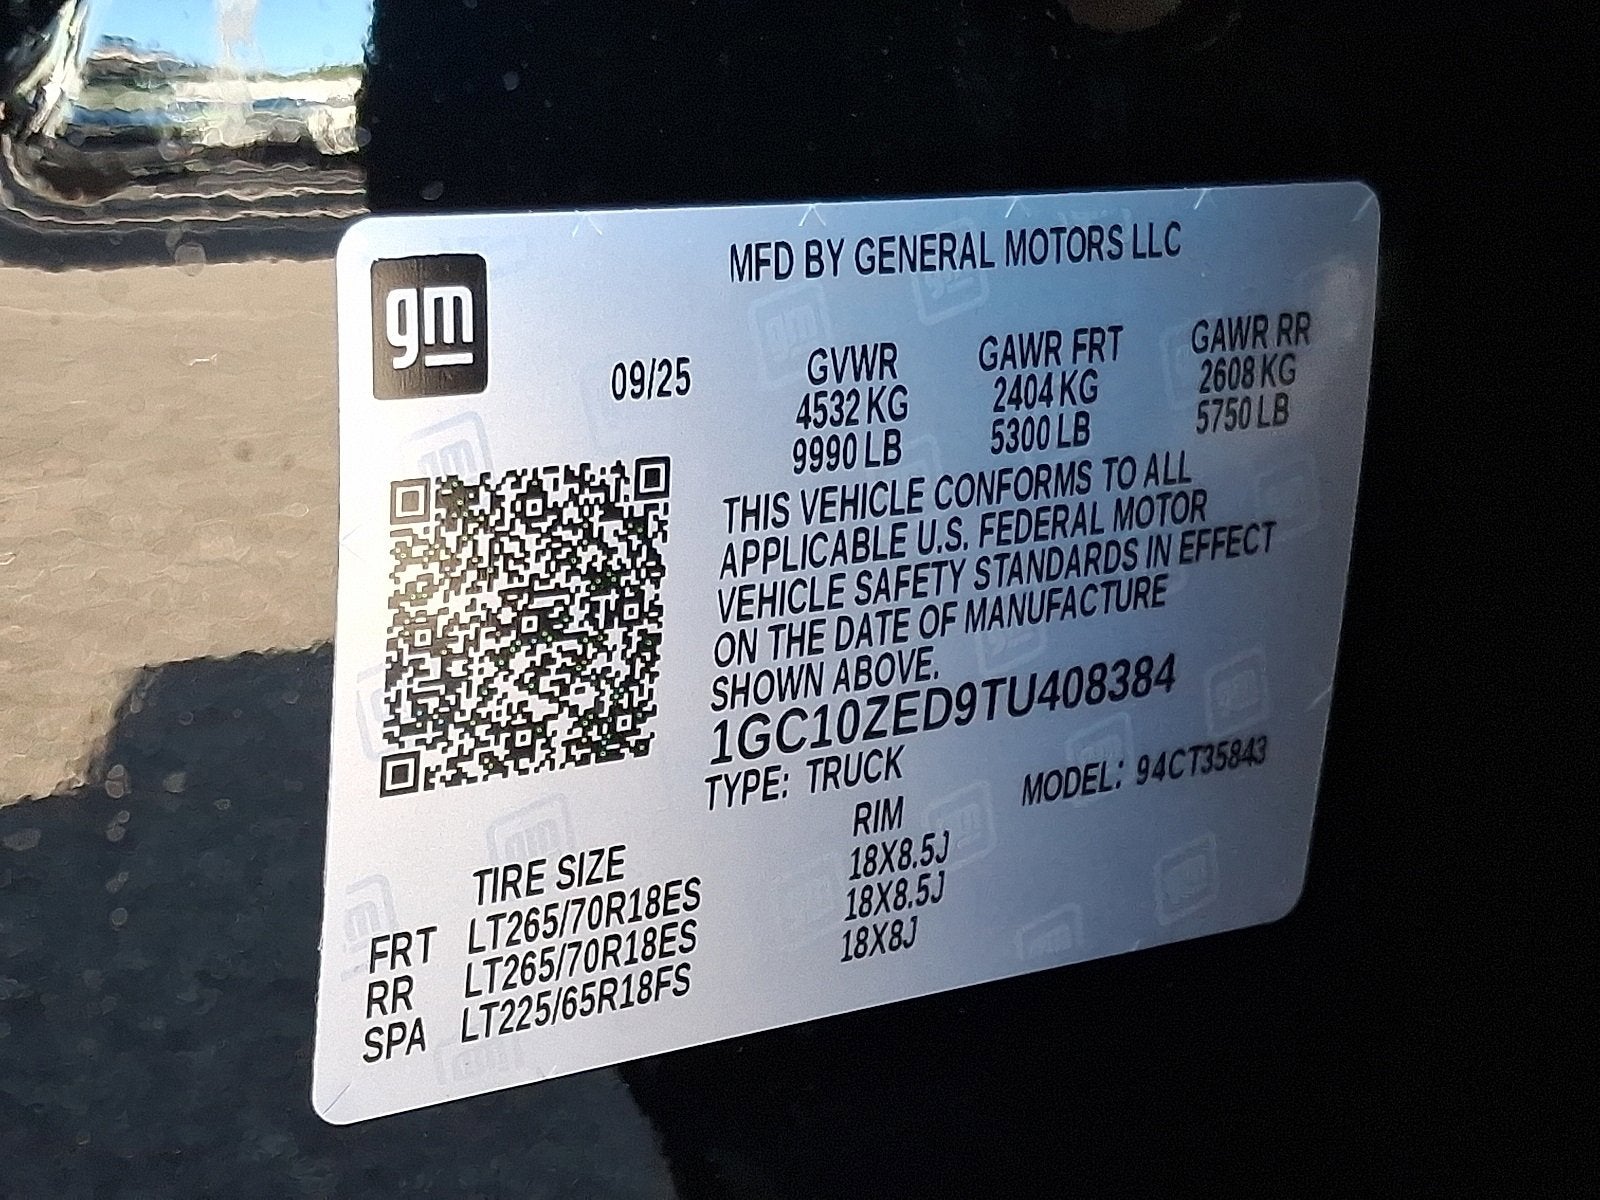 gm
MFD BY GENERAL MOTORS LLC
09/25
GVWR GAWR FRT GAWR RR
4532 KG 2404 KG 2608 KG
9990 LB 5300 LB 5750 LB
THIS VEHICLE CONFORMS TO ALL
APPLICABLE U.S. FEDERAL MOTOR
VEHICLE SAFETY STANDARDS IN EFFECT
ON THE DATE OF MANUFACTURE
SHOWN ABOVE.
1GC10ZED9TU408384
TYPE: TRUCK MODEL: 94CT35843
TIRE SIZE RIM
FRT LT265/70R18ES 18X8.5J
RR LT265/70R18ES 18X8.5J
SPA LT225/65R18FS 18X8J